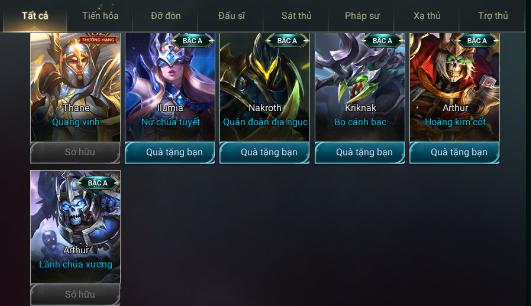 Tất cả
Tiến hóa
Đỡ đòn
Đấu sĩ
Sát thủ
Pháp sư
Xạ thủ
Trợ thủ
THƯỞNG HẠNG
BẬC A
BẬC A
BẬC A
BẬC A
Thane
Ilumia
Nakroth
Kriknak
Arthur
Quang vinh
Nữ chúa tuyết
Quân đoàn địa ngục
Bọ cánh bạc
Hoàng kim cốt
Sở hữu
Quà tặng bạn
Quà tặng bạn
Quà tặng bạn
Quà tặng bạn
BẬC A
Arthur
Lãnh chúa xương
Sở hữu